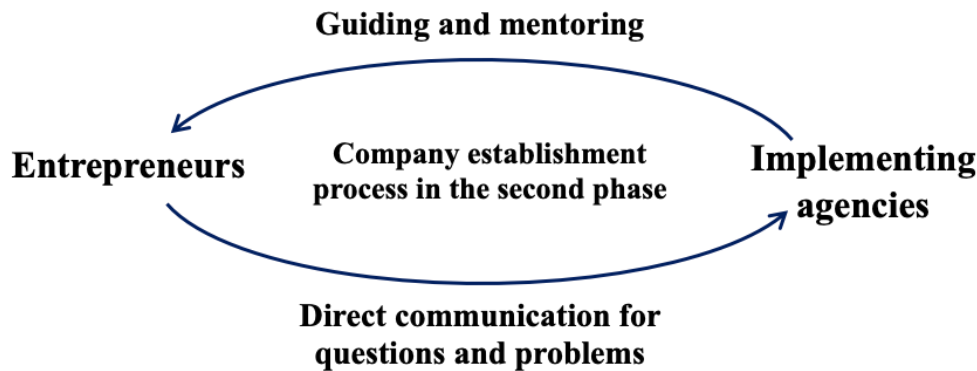 Guiding and mentoring
Entrepreneurs
Company establishment
process in the second phase
Implementing
agencies
Direct communication for
questions and problems